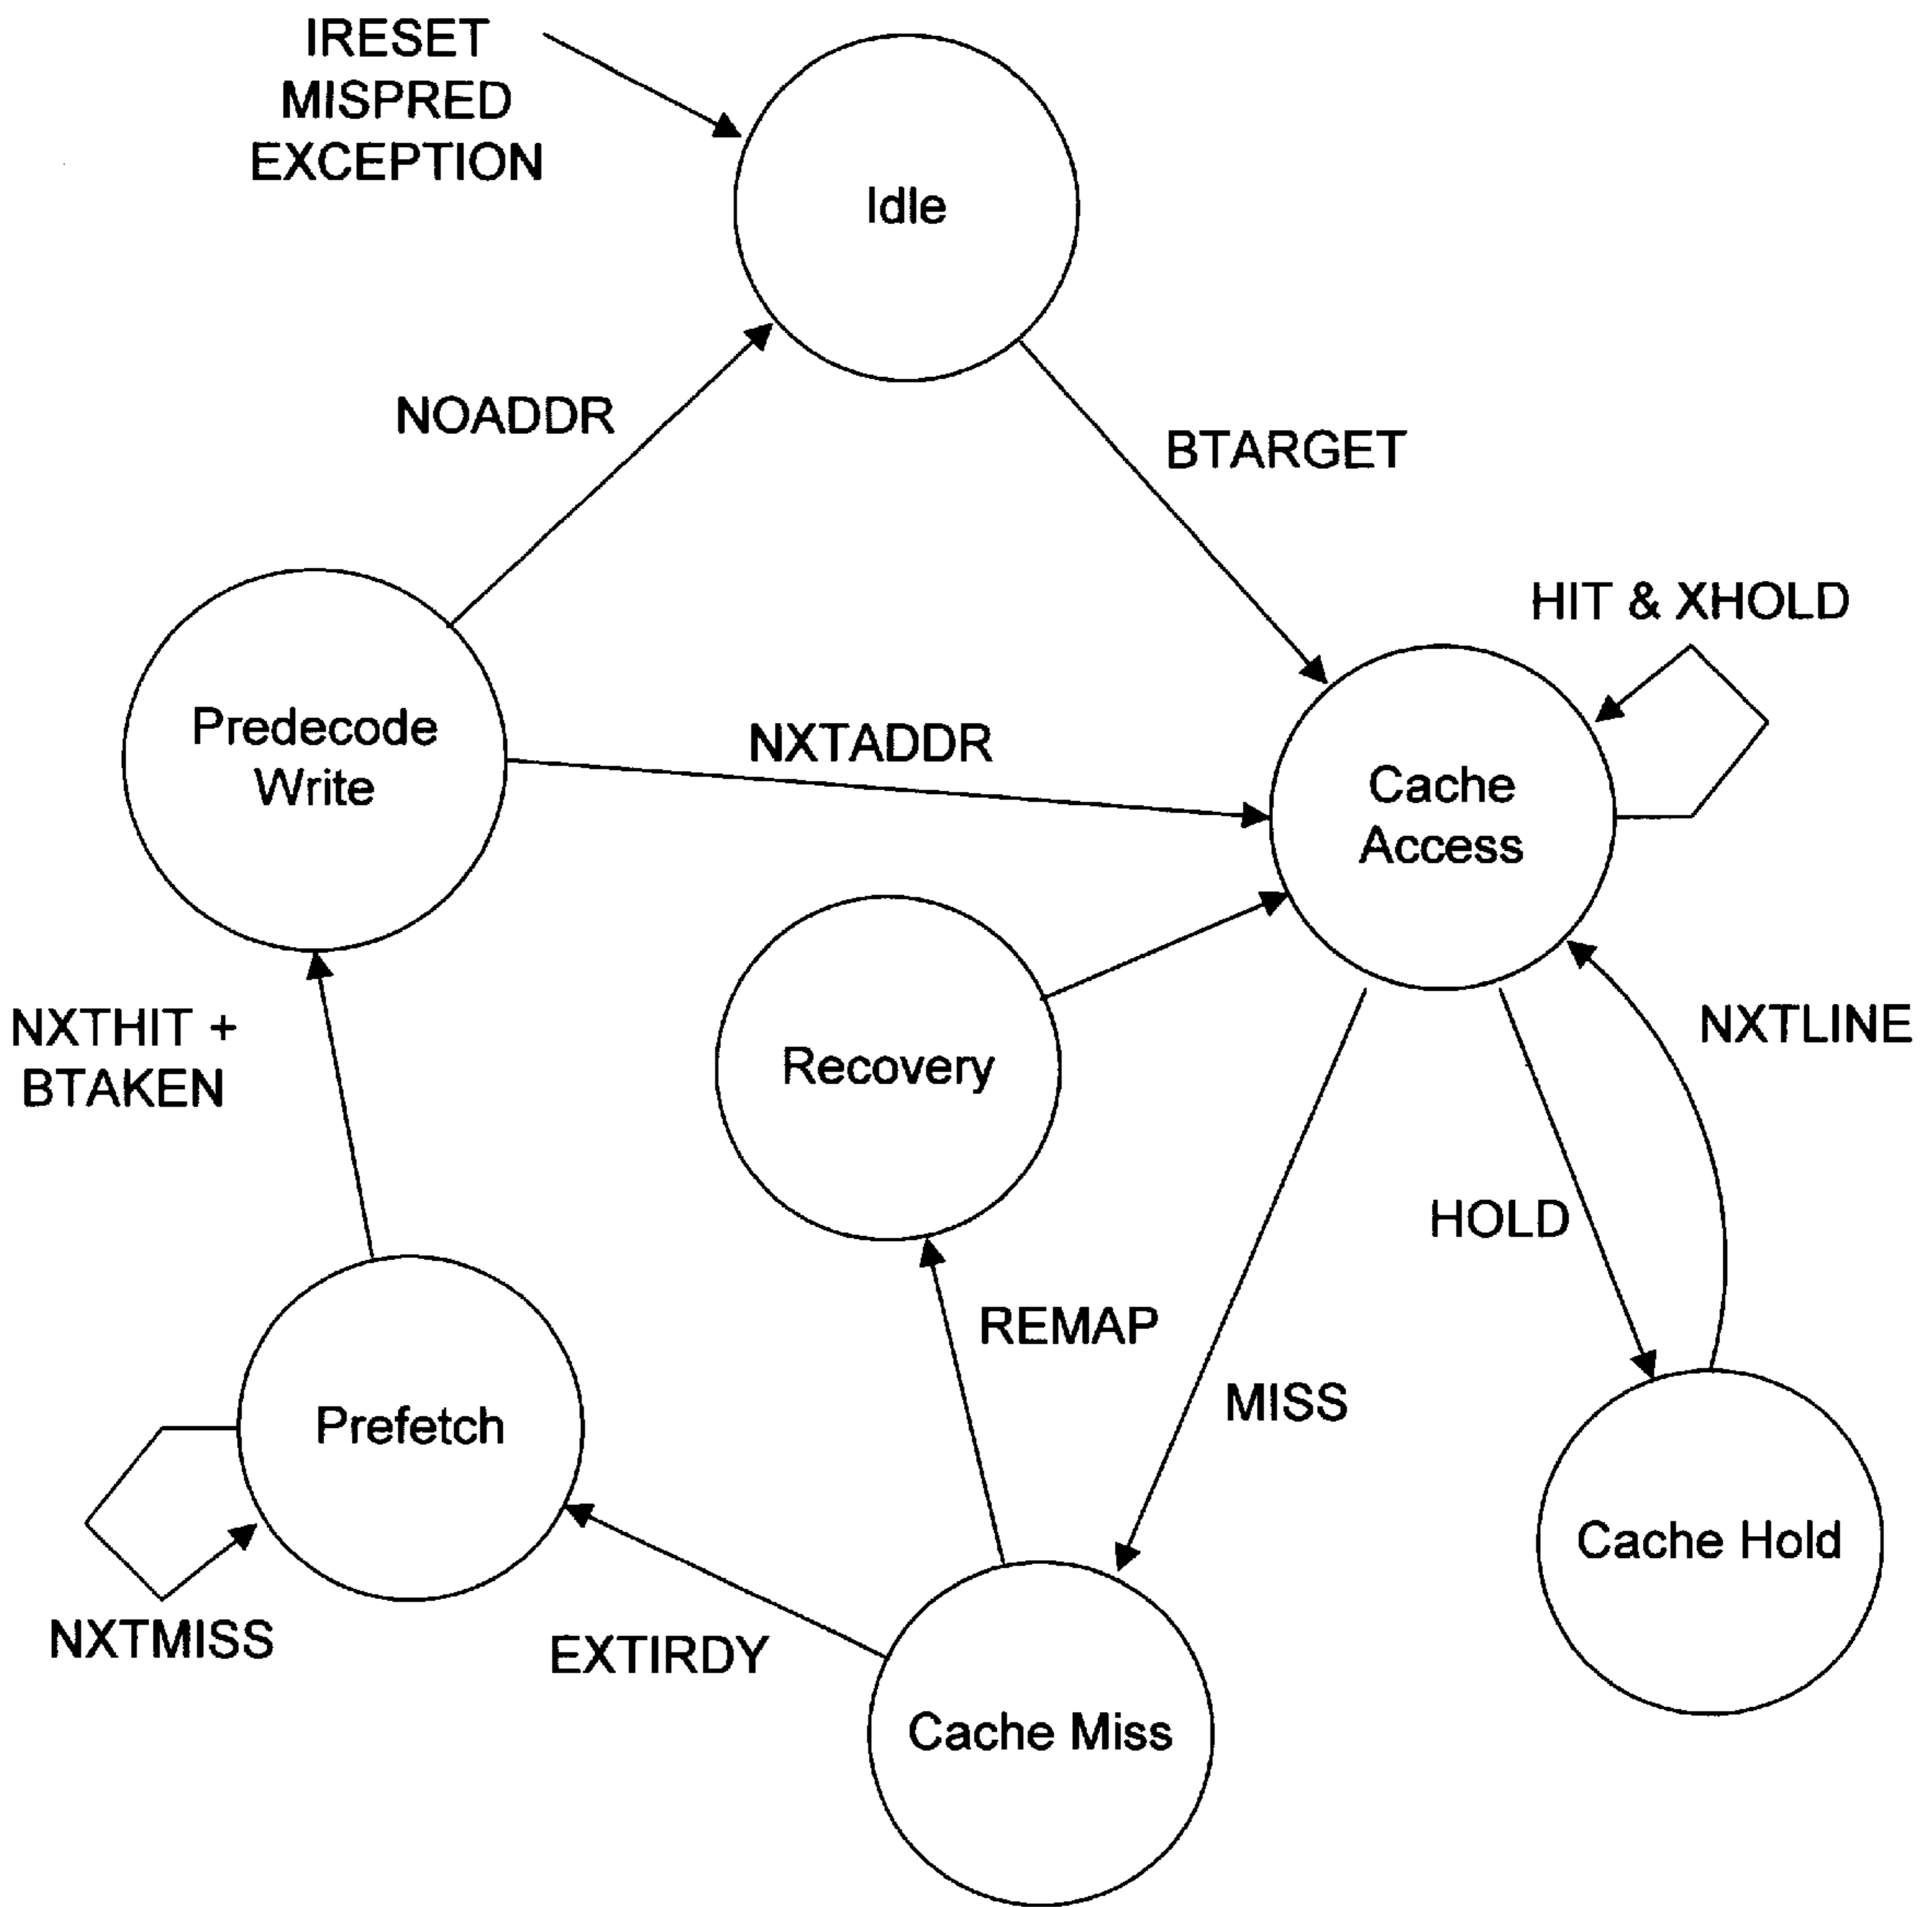 IRESET
MISPRED
EXCEPTION
Idle
NOADDR
BTARGET
HIT & XHOLD
Predecode
Write
NXTADDR
Cache
Access
NXTHIT +
BTAKEN
Recovery
NXTLINE
HOLD
REMAP
MISS
Prefetch
Cache Hold
NXTMISS
EXTIRDY
Cache Miss